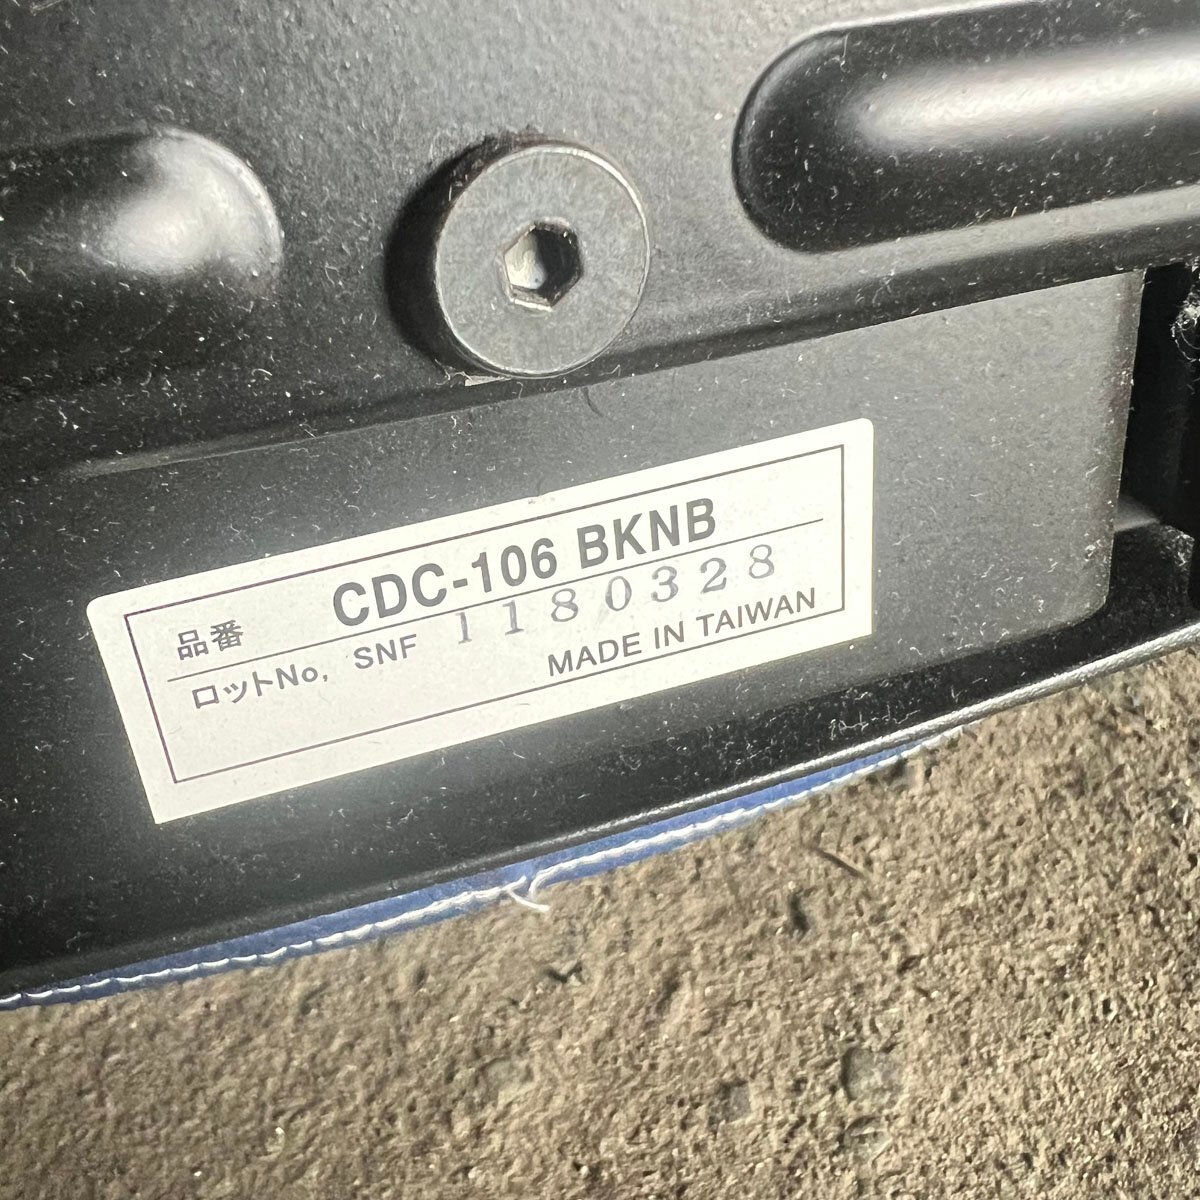 品番 CDC-106 BKNB
ロットNo, SNF 1180328
MADE IN TAIWAN